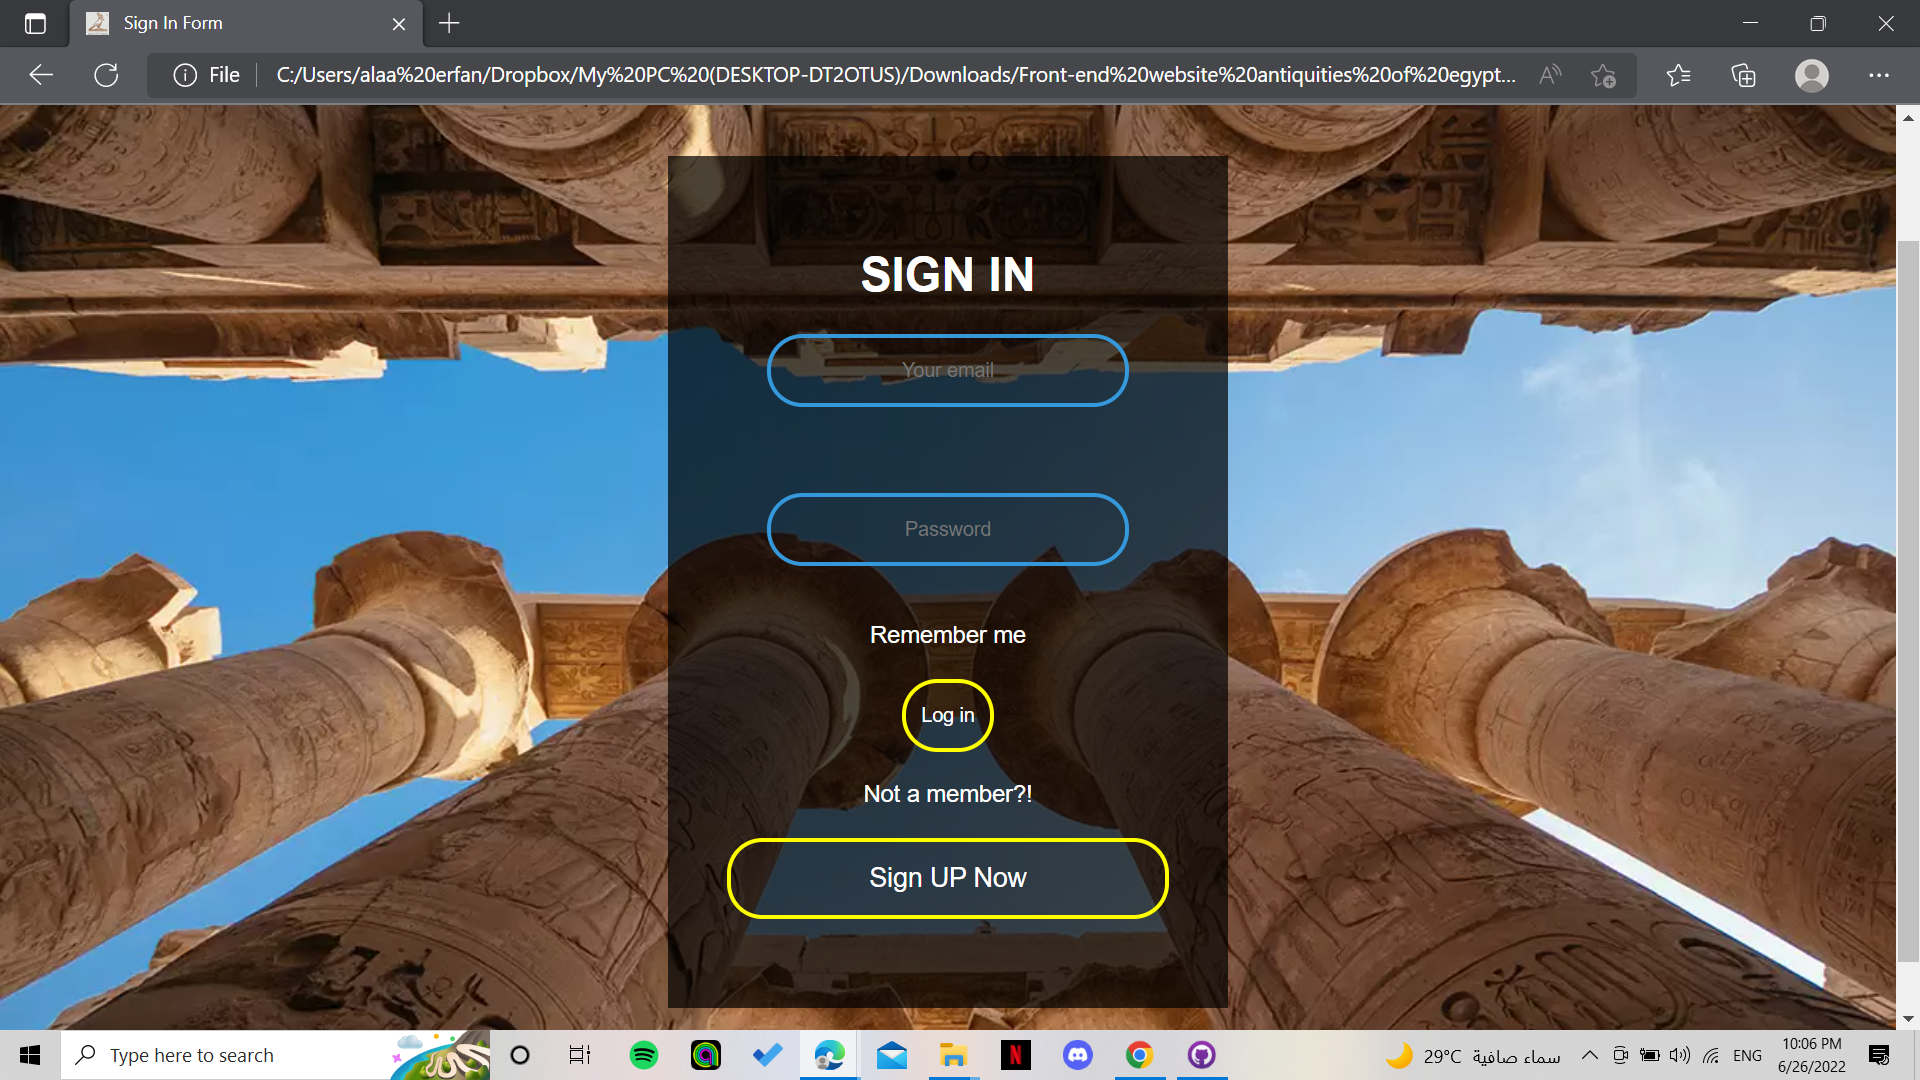 Sign In Form
File
C:/Users/alaa%20erfan/Dropbox/My%20PC%20(DESKTOP-DT2OTUS)/Downloads/Front-end%20website%20antiquities%20of%20egypt...
SIGN IN
Your email
Password
Remember me
Log in
Not a member?!
Sign UP Now
Type here to search
29°C سماء صافية
ENG
10:06 PM
6/26/2022